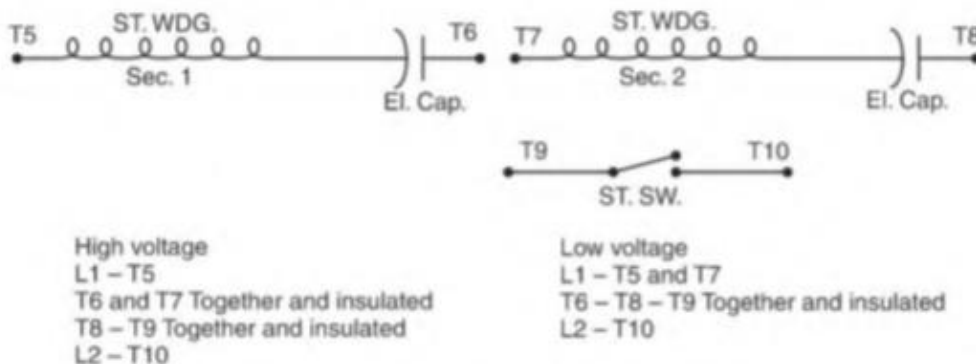 ST. WDG.
T5
T6
Sec. 1
El. Cap.
ST. WDG.
T7
T8
Sec. 2
El. Cap.
T9
T10
ST. SW.
High voltage
L1 – T5
T6 and T7 Together and insulated
T8 – T9 Together and insulated
L2 – T10
Low voltage
L1 – T5 and T7
T6 – T8 – T9 Together and insulated
L2 – T10